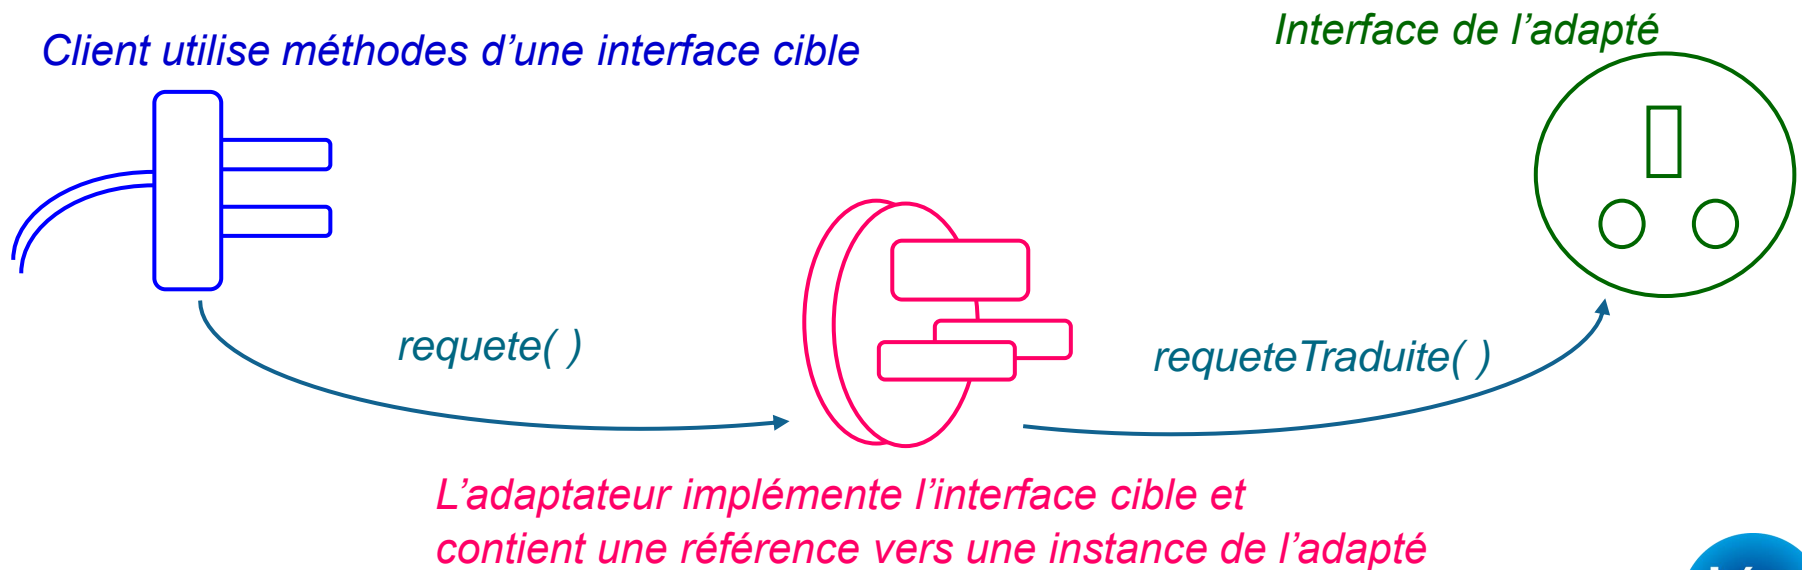 Interface de l’adapté
Client utilise méthodes d’une interface cible
requete( )
requeteTraduite( )
L’adaptateur implémente l’interface cible et
contient une référence vers une instance de l’adapté